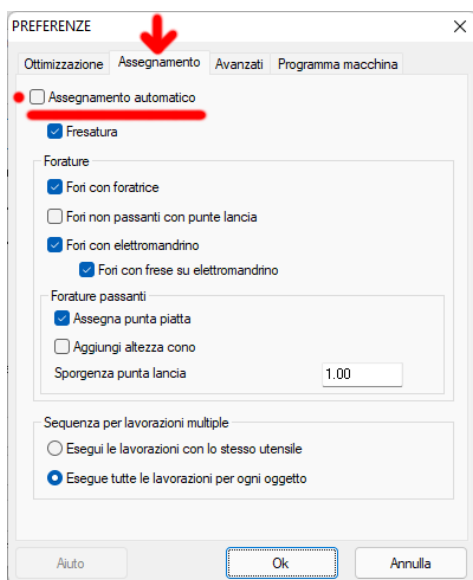 PREFERENZE
Ottimizzazione Assegnamento Avanzati Programma macchina
Assegnamento automatico
Fresatura
Forature
Fori con foratrice
Fori non passanti con punte lancia
Fori con elettromandrino
Fori con frese su elettromandrino
Forature passanti
Assegna punta piatta
Aggiungi altezza cono
Sporgenza punta lancia 1.00
Sequenza per lavorazioni multiple
Esegui le lavorazioni con lo stesso utensile
Esegue tutte le lavorazioni per ogni oggetto
Aiuto Ok Annulla